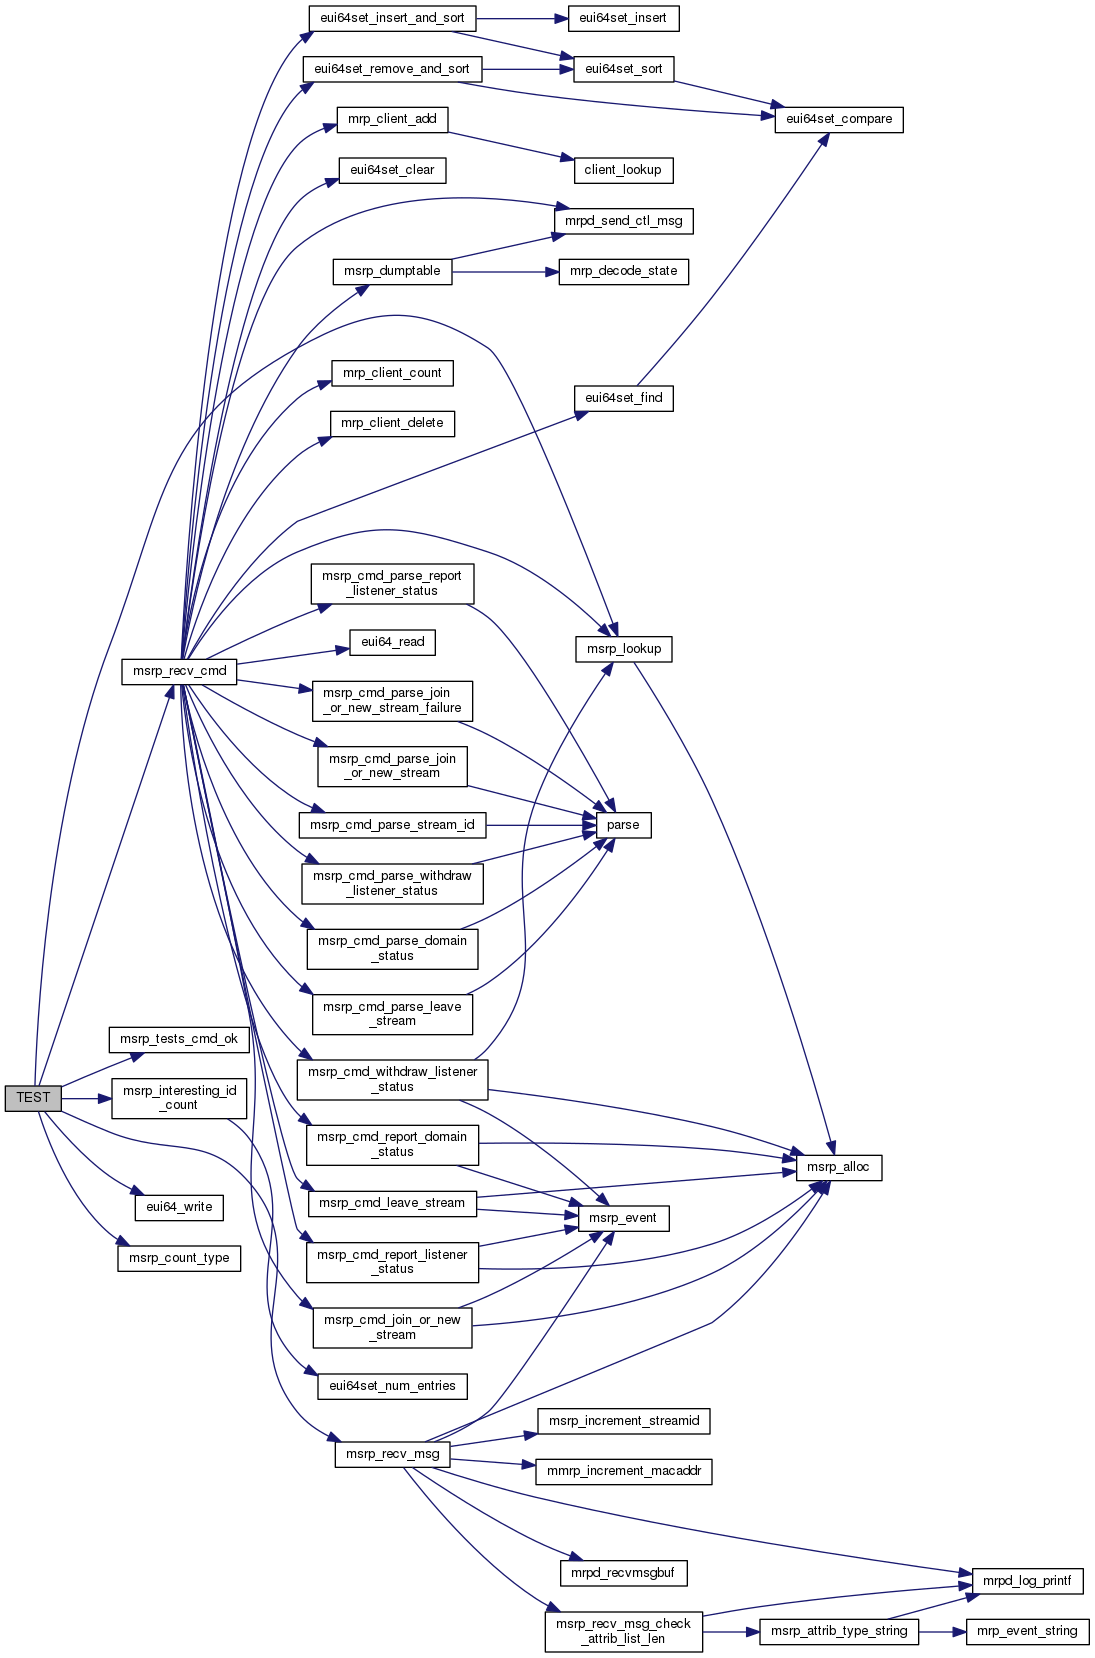 eui64set_insert_and_sort
eui64set_insert
eui64set_remove_and_sort
eui64set_sort
mrp_client_add
eui64set_compare
eui64set_clear
client_lookup
mrpd_send_ctl_msg
msrp_dumptable
mrp_decode_state
mrp_client_count
eui64set_find
mrp_client_delete
msrp_cmd_parse_report
_listener_status
eui64_read
msrp_lookup
msrp_recv_cmd
msrp_cmd_parse_join
_or_new_stream_failure
msrp_cmd_parse_join
_or_new_stream
msrp_cmd_parse_stream_id
parse
msrp_cmd_parse_withdraw
_listener_status
msrp_cmd_parse_domain
_status
msrp_cmd_parse_leave
_stream
msrp_tests_cmd_ok
msrp_cmd_withdraw_listener
_status
TEST
msrp_interesting_id
_count
msrp_cmd_report_domain
_status
msrp_alloc
eui64_write
msrp_cmd_leave_stream
msrp_event
msrp_count_type
msrp_cmd_report_listener
_status
msrp_cmd_join_or_new
_stream
eui64set_num_entries
msrp_increment_streamid
msrp_recv_msg
mmrp_increment_macaddr
mrpd_recvmsgbuf
mrpd_log_printf
msrp_recv_msg_check
_attrib_list_len
msrp_attrib_type_string
mrp_event_string